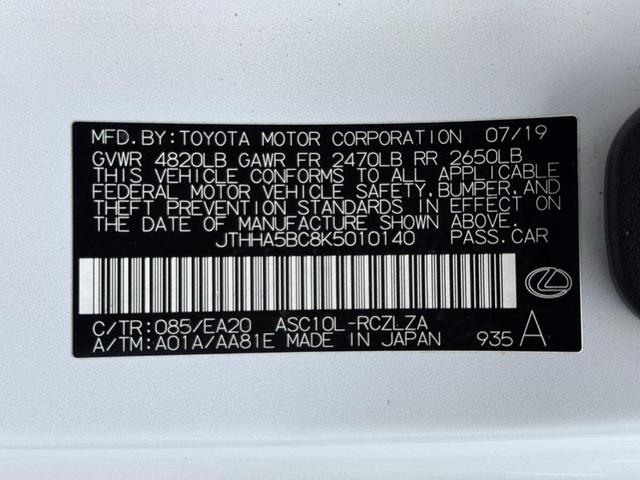 MFD.BY:TOYOTA MOTOR CORPORATION 07/19
GVWR 4820LB GAWR FR 2470LB RR 2650LB
THIS VEHICLE CONFORMS TO ALL APPLICABLE
FEDERAL MOTOR VEHICLE SAFETY,BUMPER,AND
THEFT PREVENTION STANDARDS IN EFFECT ON
THE DATE OF MANUFACTURE SHOWN ABOVE.
JTHHA5BC8K5010140 PASS.CAR
C/TR:085/EA20 ASC10L-RCZLZA
A/TM:A01A/AA81E MADE IN JAPAN 935 A